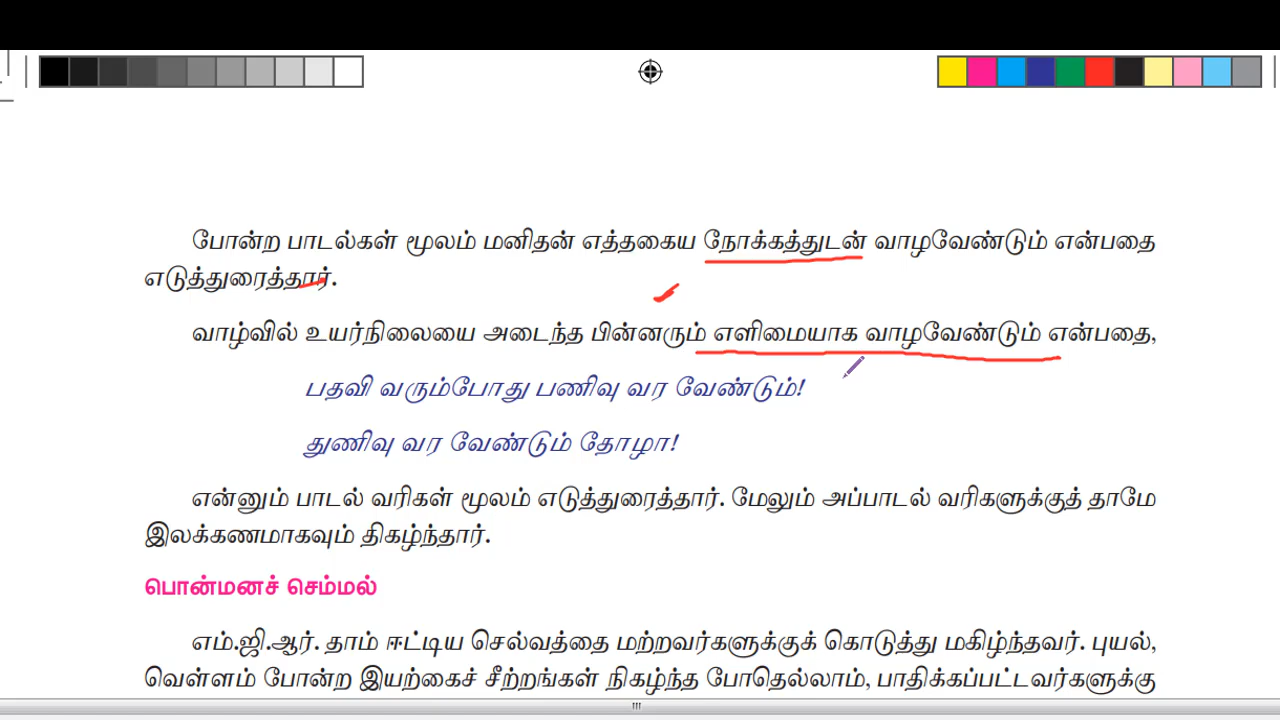 போன்ற பாடல்கள் மூலம் மனிதன் எத்தகைய நோக்கத்துடன் வாழவேண்டும் என்பதை
எடுத்துரைத்தார்.
வாழ்வில் உயர்நிலையை அடைந்த பின்னரும் எளிமையாக வாழவேண்டும் என்பதை,
பதவி வரும்போது பணிவு வர வேண்டும்!
துணிவு வர வேண்டும் தோழா!
என்னும் பாடல் வரிகள் மூலம் எடுத்துரைத்தார். மேலும் அப்பாடல் வரிகளுக்குத் தாமே
இலக்கணமாகவும் திகழ்ந்தார்.
பொன்மனச் செம்மல்
எம்.ஜி.ஆர். தாம் ஈட்டிய செல்வத்தை மற்றவர்களுக்குக் கொடுத்து மகிழ்ந்தவர். புயல்,
வெள்ளம் போன்ற இயற்கைச் சீற்றங்கள் நிகழ்ந்த போதெல்லாம், பாதிக்கப்பட்டவர்களுக்கு